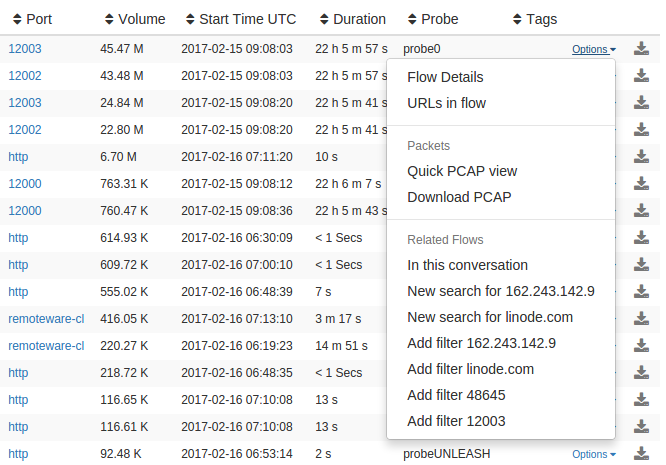 Port Volume Start Time UTC Duration Probe Tags
12003 45.47 M 2017-02-15 09:08:03 22 h 5 m 57 s probe0 Options
12002 43.48 M 2017-02-15 09:08:03 22 h 5 m 57 s Flow Details
12003 24.84 M 2017-02-15 09:08:20 22 h 5 m 41 s URLs in flow
12002 22.80 M 2017-02-15 09:08:20 22 h 5 m 41 s
Packets
http 6.70 M 2017-02-16 07:11:20 10 s
Quick PCAP view
12000 763.31 K 2017-02-15 09:08:12 22 h 6 m 7 s
Download PCAP
12000 760.47 K 2017-02-15 09:08:36 22 h 5 m 43 s
http 614.93 K 2017-02-16 06:30:09 < 1 Secs Related Flows
http 609.72 K 2017-02-16 07:00:10 < 1 Secs In this conversation
http 555.02 K 2017-02-16 06:48:39 7 s New search for 162.243.142.9
remoteware-cl 416.05 K 2017-02-16 07:13:10 3 m 17 s New search for linode.com
remoteware-cl 220.27 K 2017-02-16 06:19:23 14 m 51 s Add filter 162.243.142.9
http 218.72 K 2017-02-16 06:48:35 < 1 Secs Add filter linode.com
http 116.65 K 2017-02-16 07:10:08 13 s Add filter 48645
http 116.61 K 2017-02-16 07:10:08 13 s Add filter 12003
http 92.48 K 2017-02-16 06:53:14 2 s probeUNLEASH Options